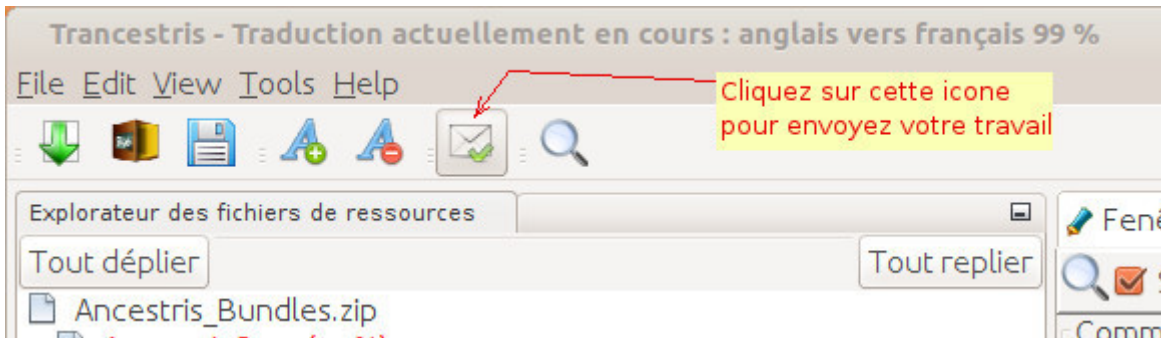 Trancestris - Traduction actuellement en cours : anglais vers français 99 %
File Edit View Tools Help
Cliquez sur cette icone
pour envoyez votre travail
Explorateur des fichiers de ressources
Tout déplier
Tout replier
Ancestris_Bundles.zip